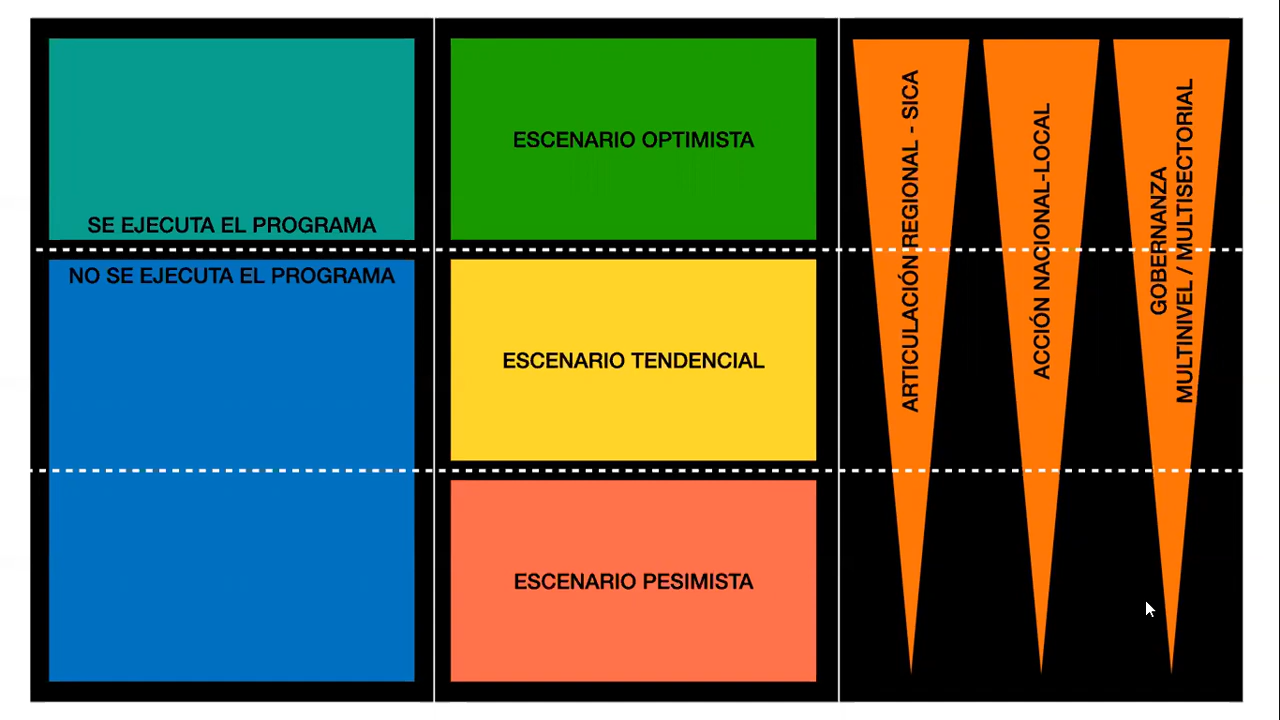 SE EJECUTA EL PROGRAMA
NO SE EJECUTA EL PROGRAMA
ESCENARIO OPTIMISTA
ESCENARIO TENDENCIAL
ESCENARIO PESIMISTA
ARTICULACIÓN REGIONAL - SICA
ACCIÓN NACIONAL-LOCAL
GOBERNANZA
MULTINIVEL / MULTISECTORIAL